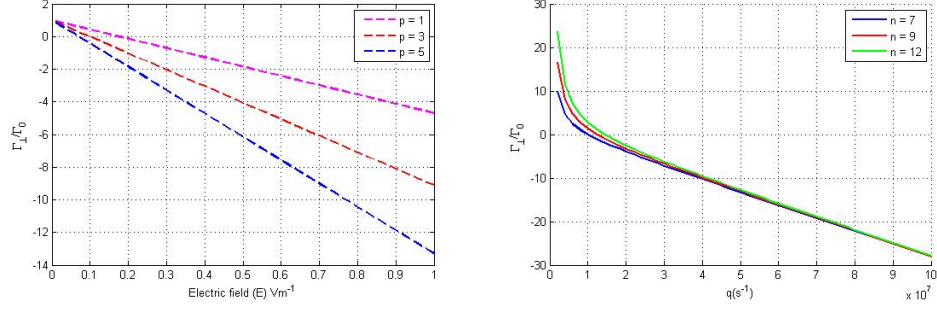 2
0
-2
-4
-6
-8
-10
-12
-14
Γ⊥/Γ0
0 0.1 0.2 0.3 0.4 0.5 0.6 0.7 0.8 0.9 1
Electric field (E) Vm-1
p = 1
p = 3
p = 5
30
20
10
0
-10
-20
-30
Γ⊥/Γ0
0 1 2 3 4 5 6 7 8 9 10
x 10^7
q(s-1)
n = 7
n = 9
n = 12